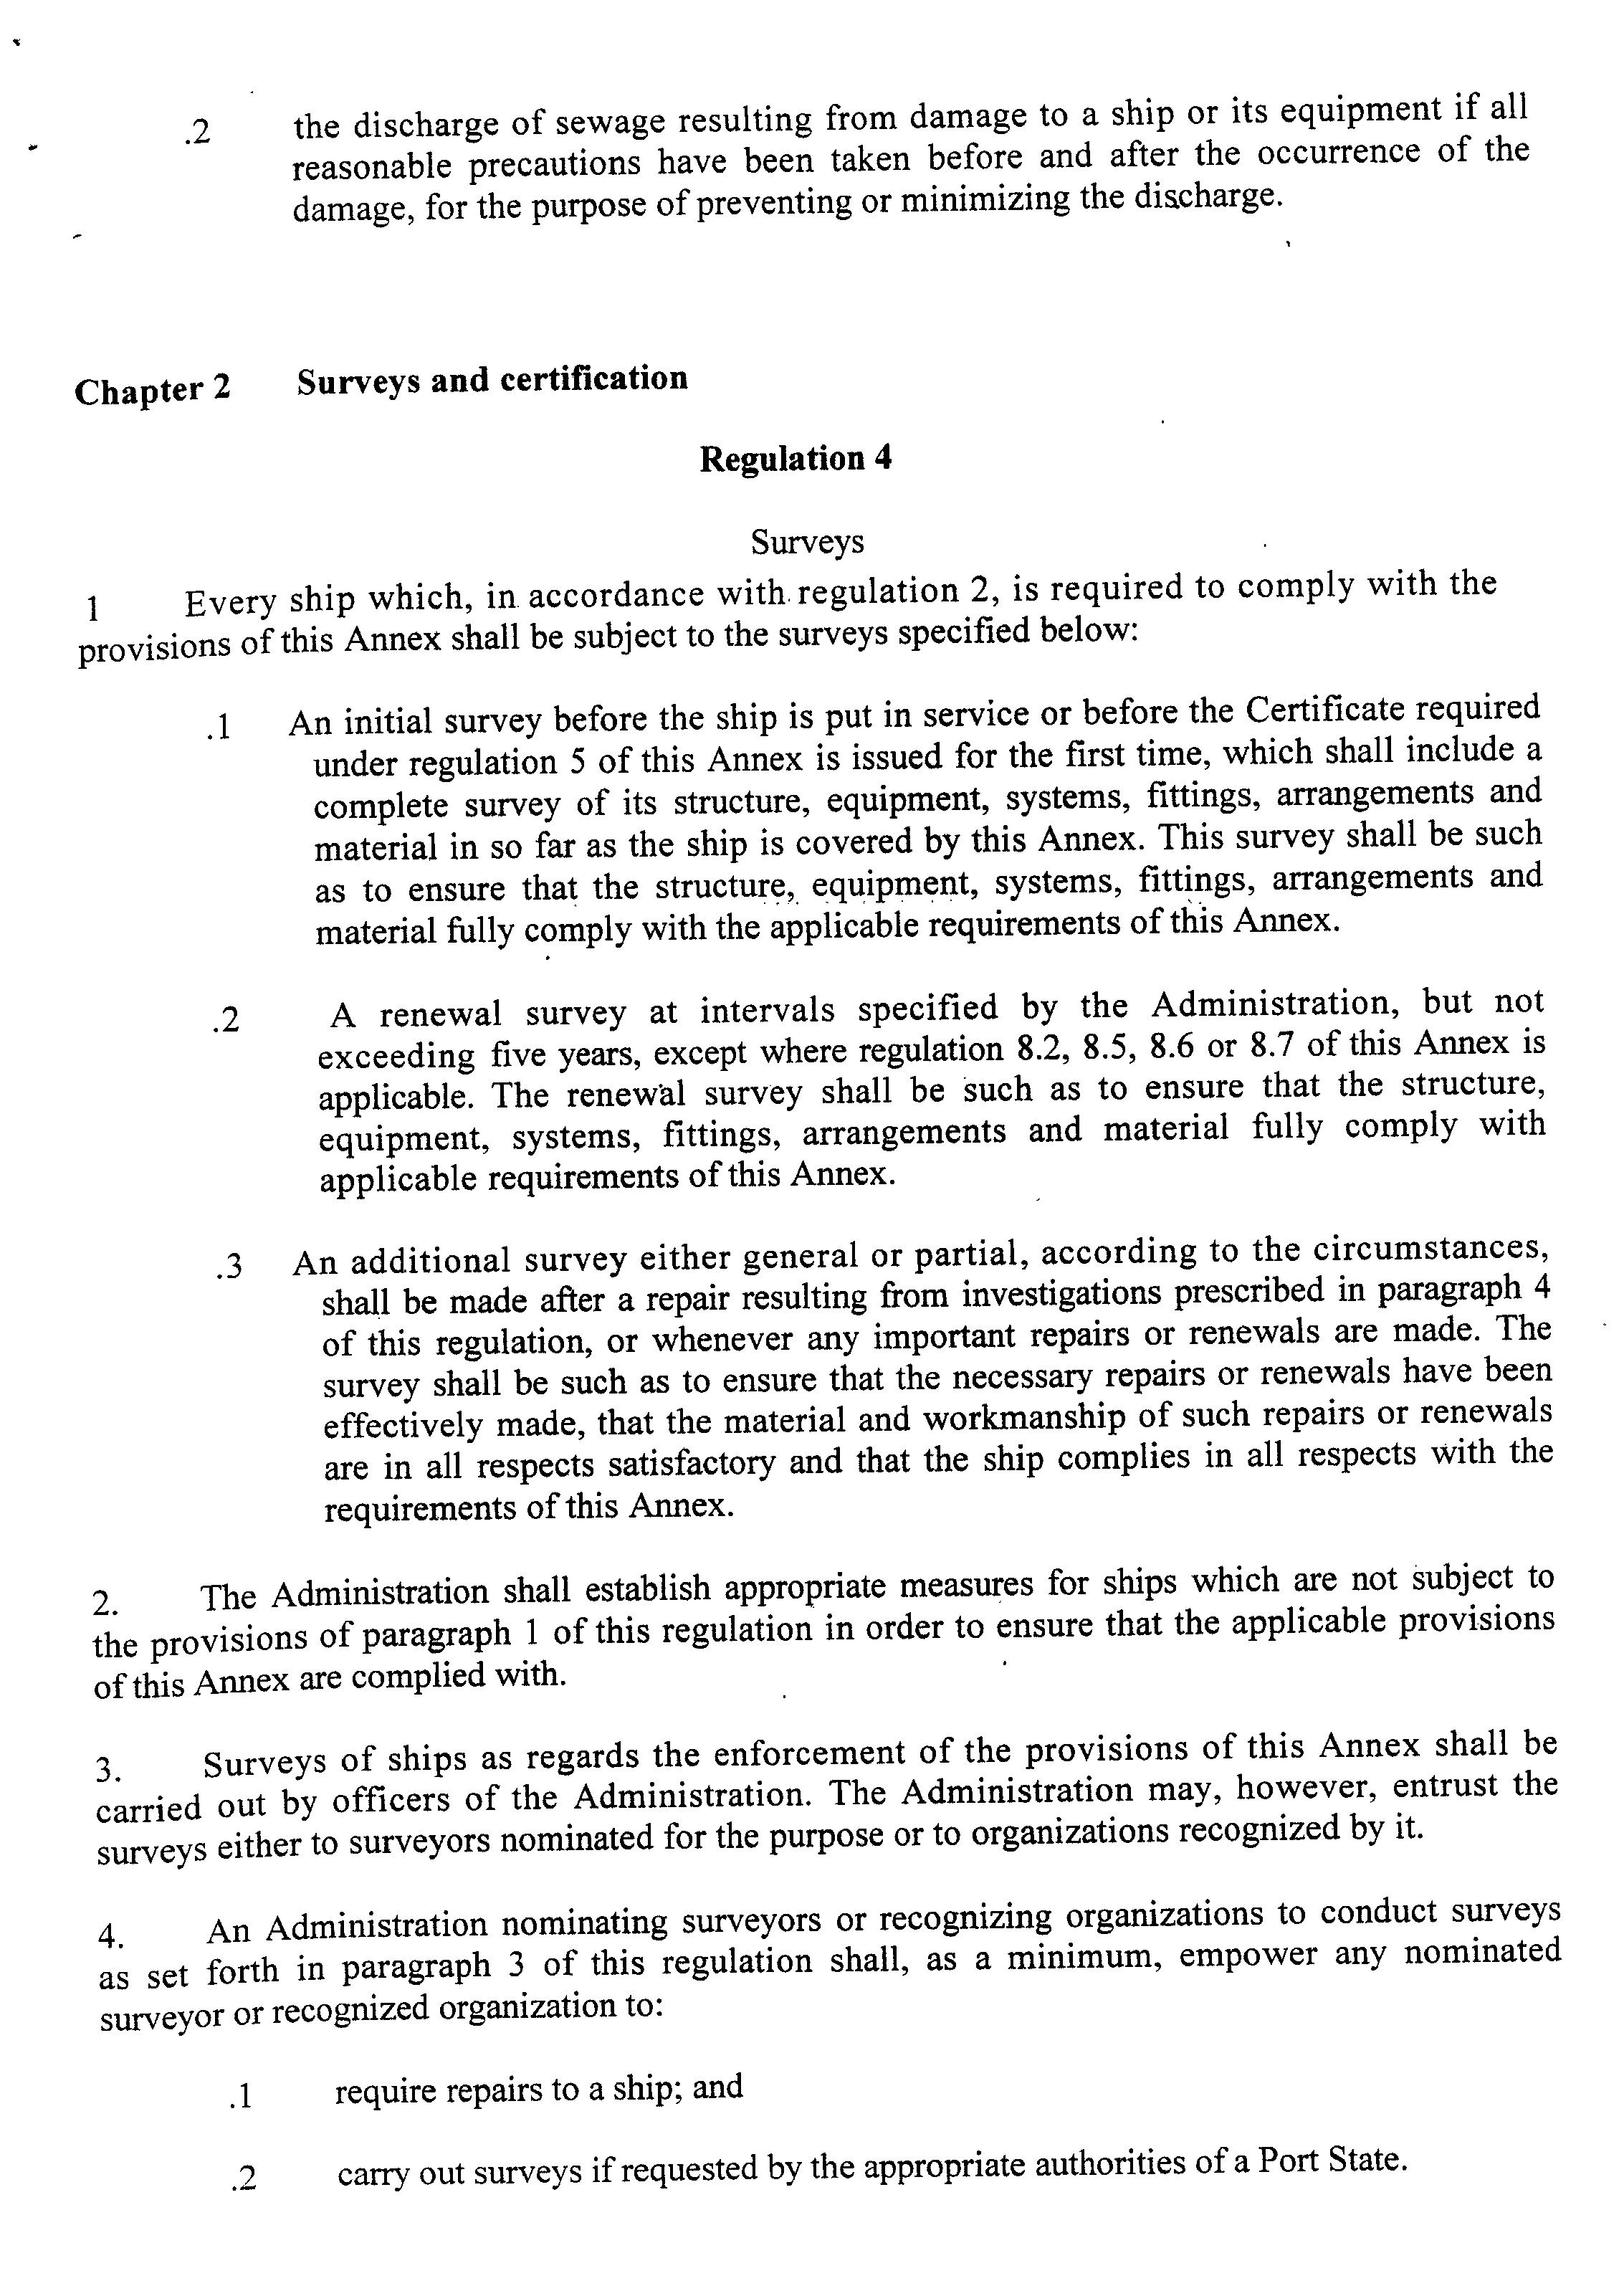 .2 the discharge of sewage resulting from damage to a ship or its equipment if all
reasonable precautions have been taken before and after the occurrence of the
damage, for the purpose of preventing or minimizing the discharge.
Chapter 2 Surveys and certification
Regulation 4
Surveys
1 Every ship which, in accordance with regulation 2, is required to comply with the
provisions of this Annex shall be subject to the surveys specified below:
.1 An initial survey before the ship is put in service or before the Certificate required
under regulation 5 of this Annex is issued for the first time, which shall include a
complete survey of its structure, equipment, systems, fittings, arrangements and
material in so far as the ship is covered by this Annex. This survey shall be such
as to ensure that the structure, equipment, systems, fittings, arrangements and
material fully comply with the applicable requirements of this Annex.
.2 A renewal survey at intervals specified by the Administration, but not
exceeding five years, except where regulation 8.2, 8.5, 8.6 or 8.7 of this Annex is
applicable. The renewal survey shall be such as to ensure that the structure,
equipment, systems, fittings, arrangements and material fully comply with
applicable requirements of this Annex.
.3 An additional survey either general or partial, according to the circumstances,
shall be made after a repair resulting from investigations prescribed in paragraph 4
of this regulation, or whenever any important repairs or renewals are made. The
survey shall be such as to ensure that the necessary repairs or renewals have been
effectively made, that the material and workmanship of such repairs or renewals
are in all respects satisfactory and that the ship complies in all respects with the
requirements of this Annex.
2. The Administration shall establish appropriate measures for ships which are not subject to
the provisions of paragraph 1 of this regulation in order to ensure that the applicable provisions
of this Annex are complied with.
3. Surveys of ships as regards the enforcement of the provisions of this Annex shall be
carried out by officers of the Administration. The Administration may, however, entrust the
surveys either to surveyors nominated for the purpose or to organizations recognized by it.
4. An Administration nominating surveyors or recognizing organizations to conduct surveys
as set forth in paragraph 3 of this regulation shall, as a minimum, empower any nominated
surveyor or recognized organization to:
.1 require repairs to a ship; and
.2 carry out surveys if requested by the appropriate authorities of a Port State.